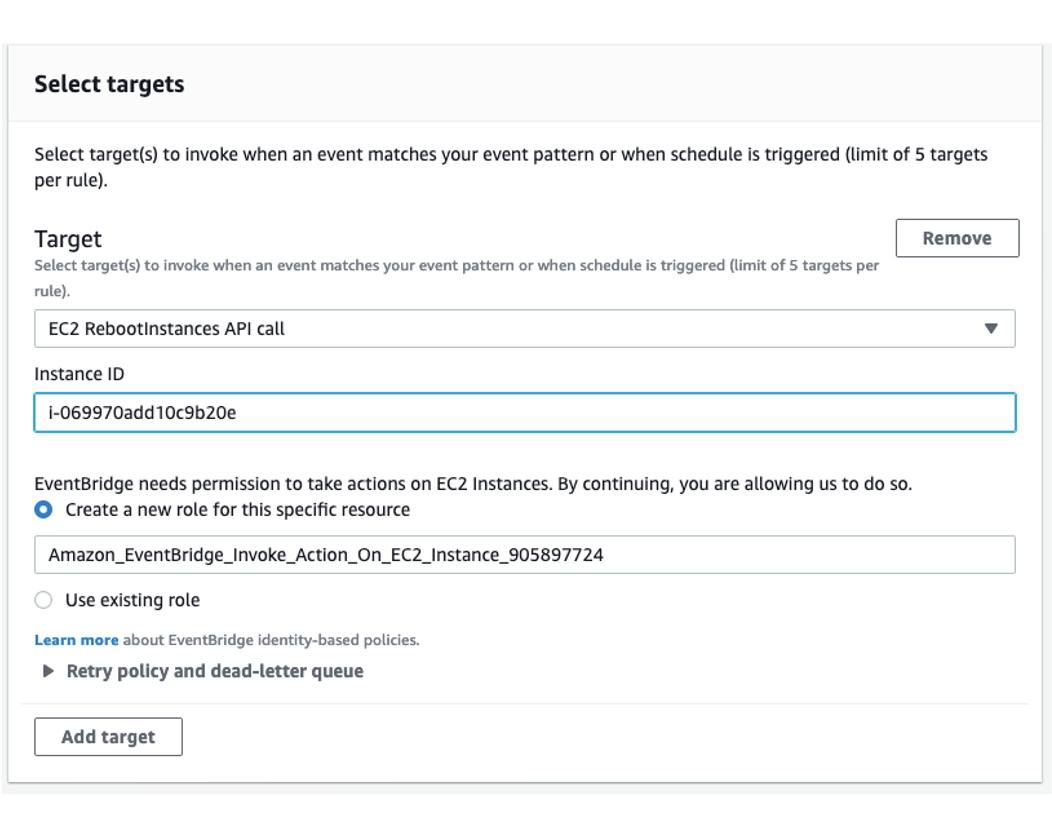 Select targets
Select target(s) to invoke when an event matches your event pattern or when schedule is triggered (limit of 5 targets
per rule).
Target
Remove
Select target(s) to invoke when an event matches your event pattern or when schedule is triggered (limit of 5 targets per
rule).
EC2 RebootInstances API call
Instance ID
i-069970add10c9b20e
EventBridge needs permission to take actions on EC2 Instances. By continuing, you are allowing us to do so.
Create a new role for this specific resource
Amazon_EventBridge_Invoke_Action_On_EC2_Instance_905897724
Use existing role
Learn more about EventBridge identity-based policies.
Retry policy and dead-letter queue
Add target